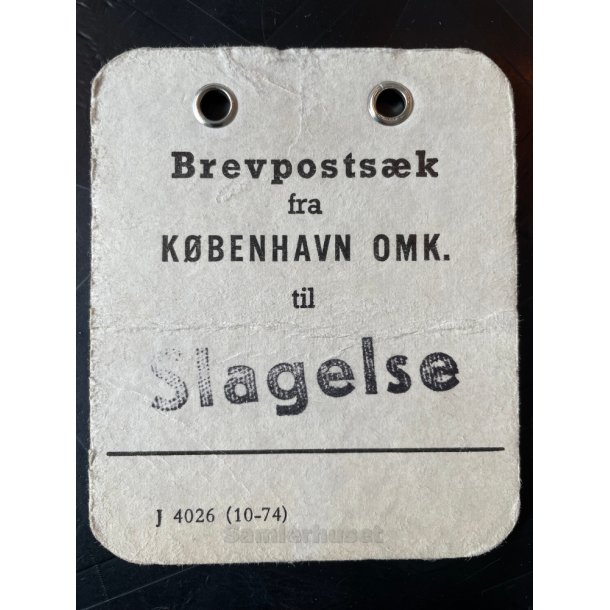 Brevpostsæk
fra
KØBENHAVN OMK.
til
Slagelse
J 4026 (10-74)
Samlerhuset